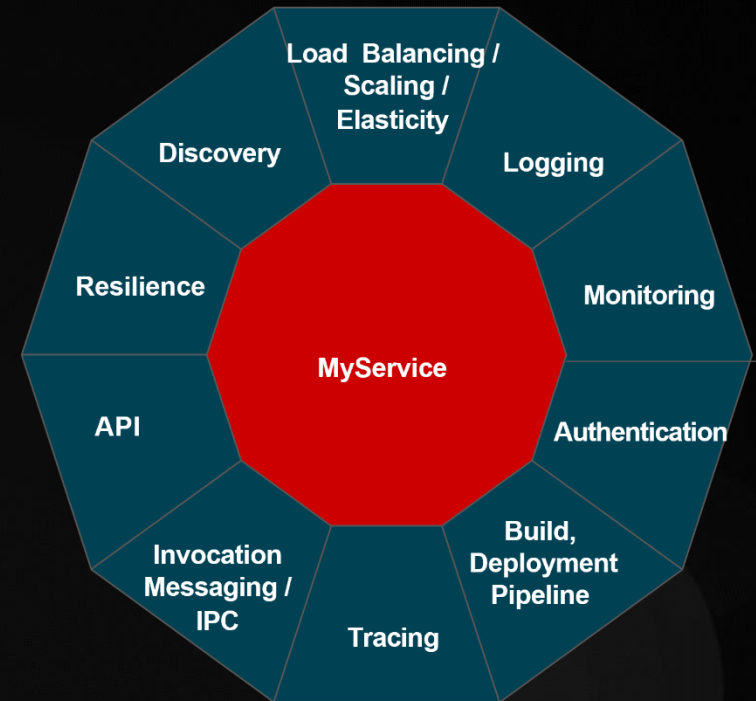 Load Balancing /
Scaling /
Elasticity
Discovery
Logging
Resilience
Monitoring
MyService
API
Authentication
Invocation
Messaging /
IPC
Build,
Deployment
Pipeline
Tracing